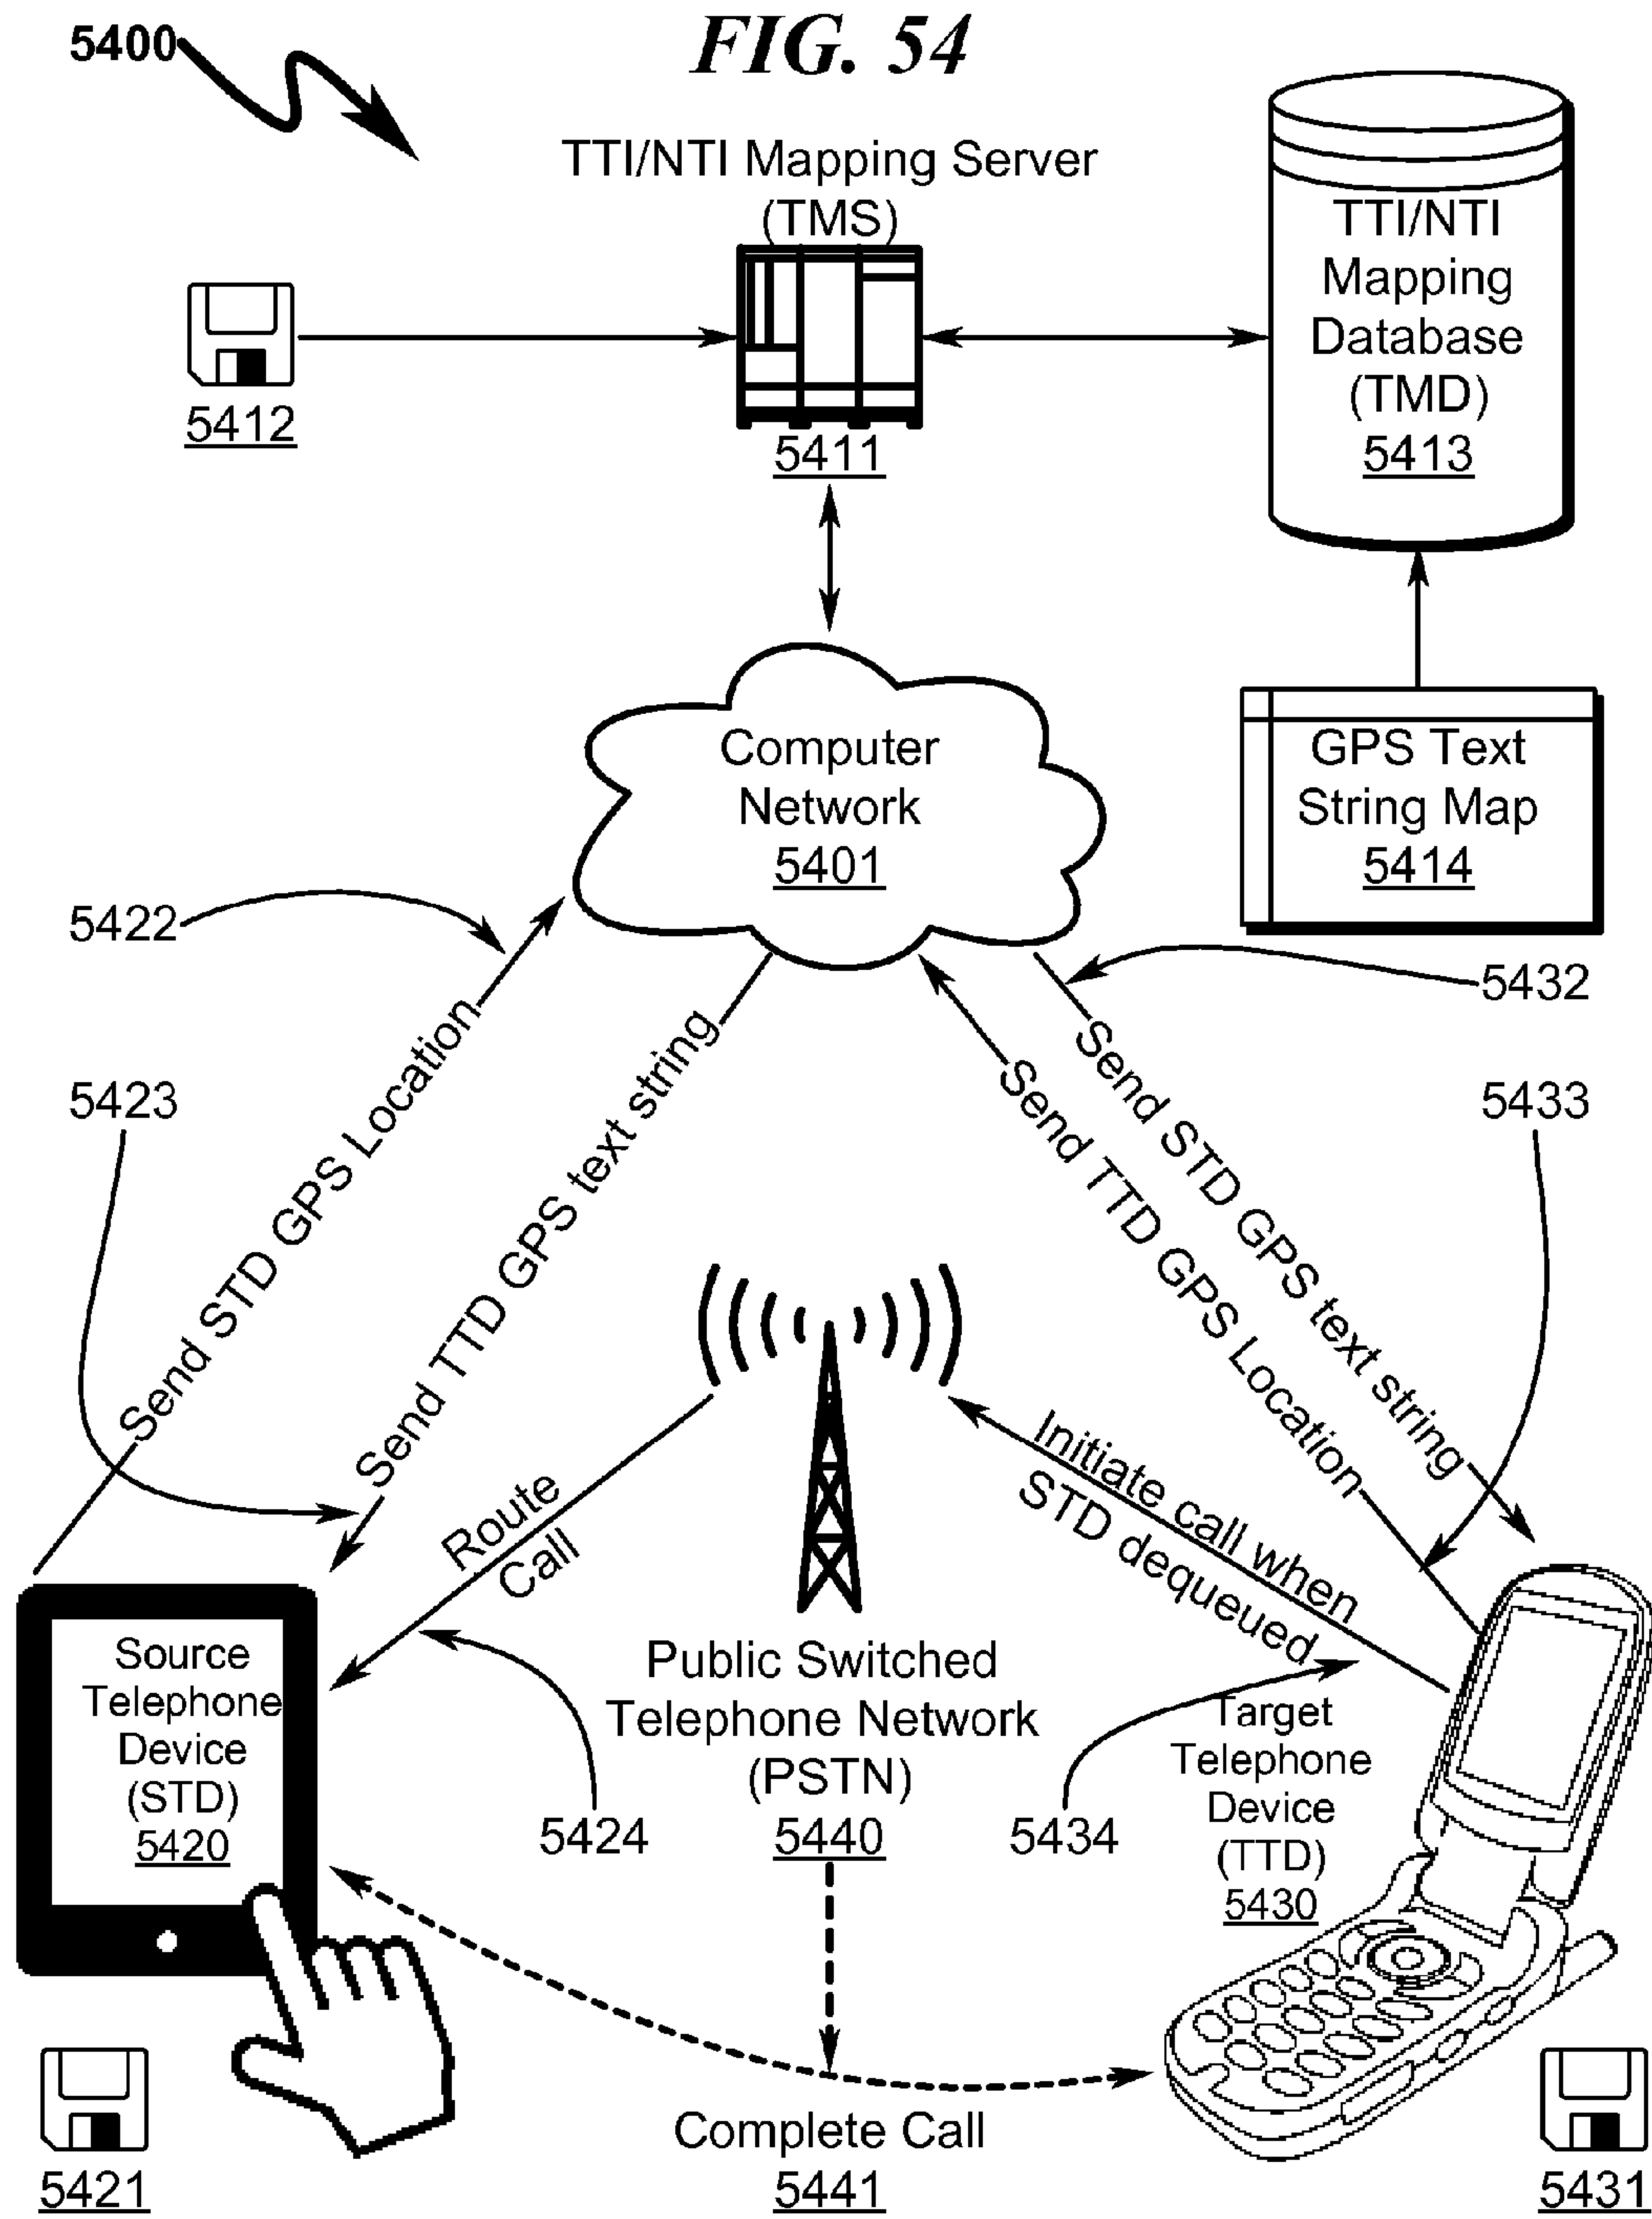 FIG. 54
5400
TTI/NTI Mapping Server
(TMS)
5411
5412
TTI/NTI
Mapping
Database
(TMD)
5413
Computer
Network
5401
GPS Text
String Map
5414
5422
5432
5423
5433
Send STD GPS Location
Send TTD GPS text string
Send STD GPS text string
Send TTD GPS Location
Route
Call
Initiate call when
STD dequeued
Source
Telephone
Device
(STD)
5420
5424
Public Switched
Telephone Network
(PSTN)
5440
5434
Target
Telephone
Device
(TTD)
5430
Complete Call
5441
5421
5431